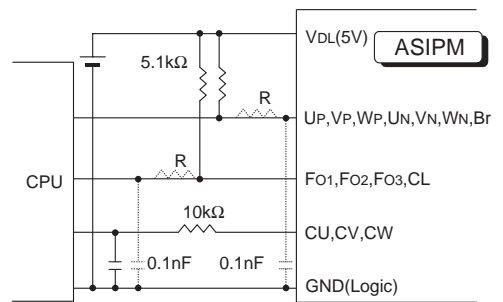 VDL(5V)
ASIPM
5.1kΩ
R
UP,VP,WP,UN,VN,WN,Br
R
CPU
FO1,FO2,FO3,CL
10kΩ
CU,CV,CW
0.1nF
0.1nF
GND(Logic)